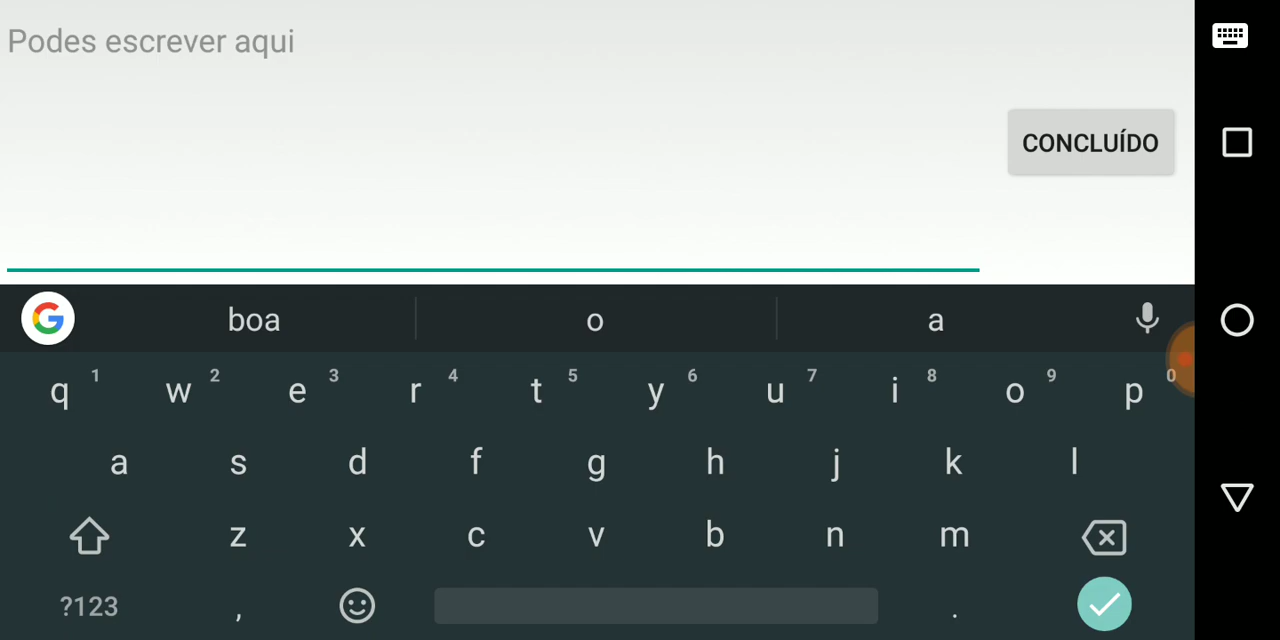 Podes escrever aqui
CONCLUÍDO
boa o a
q 1 w 2 e 3 r 4 t 5 y 6 u 7 i 8 o 9 p 0
a s d f g h j k l
z x c v b n m
?123 , .